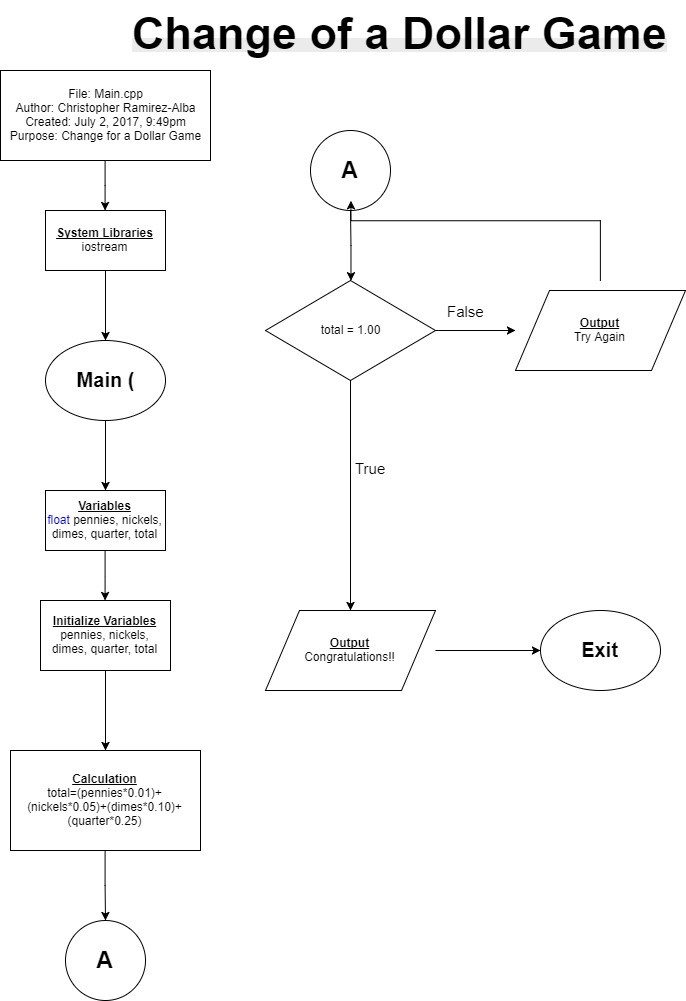 Change of a Dollar Game
File: Main.cpp
Author: Christopher Ramirez-Alba
Created: July 2, 2017, 9:49pm
Purpose: Change for a Dollar Game
System Libraries
iostream
Main (
Variables
float pennies, nickels,
dimes, quarter, total
Initialize Variables
pennies, nickels,
dimes, quarter, total
Calculation
total=(pennies*0.01)+
(nickels*0.05)+(dimes*0.10)+
(quarter*0.25)
A
A
total = 1.00
False
Output
Try Again
True
Output
Congratulations!!
Exit